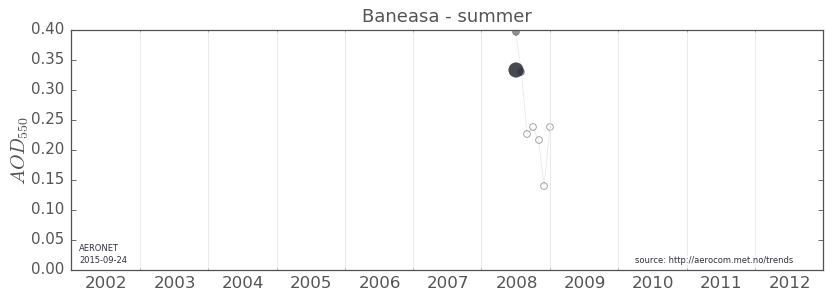 Baneasa - summer
0.40
0.35
0.30
0.25
0.20
0.15
0.10
0.05
0.00
AOD550
AERONET
2015-09-24
source: http://aerocom.met.no/trends
2002 2003 2004 2005 2006 2007 2008 2009 2010 2011 2012